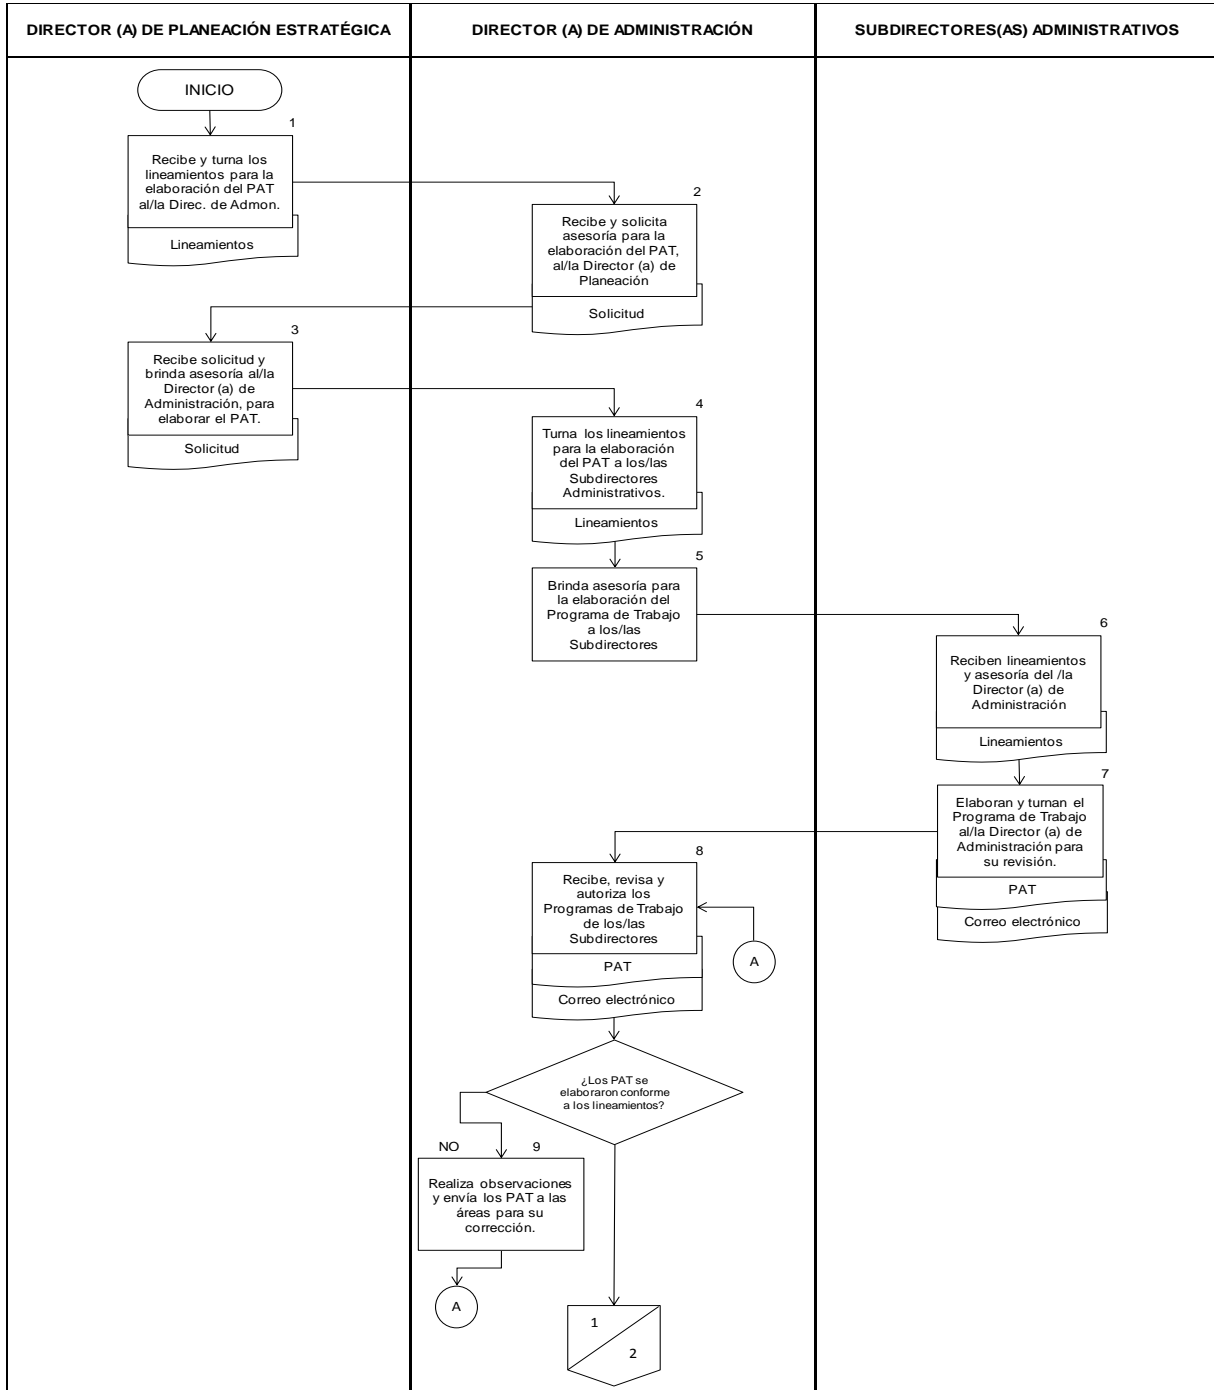 DIRECTOR (A) DE PLANEACIÓN ESTRATÉGICA
DIRECTOR (A) DE ADMINISTRACIÓN
SUBDIRECTORES(AS) ADMINISTRATIVOS
INICIO
1
Recibe y turna los
lineamientos para la
elaboración del PAT
al/la Direc. de Admon.
Lineamientos
2
Recibe y solicita
asesoría para la
elaboración del PAT,
al/la Director (a) de
Planeación
Solicitud
3
Recibe solicitud y
brinda asesoría al/la
Director (a) de
Administración, para
elaborar el PAT.
Solicitud
4
Turna los lineamientos
para la elaboración
del PAT a los/las
Subdirectores
Administrativos.
Lineamientos
5
Brinda asesoría para
la elaboración del
Programa de Trabajo
a los/las
Subdirectores
6
Reciben lineamientos
y asesoría del /la
Director (a) de
Administración
Lineamientos
7
Elaboran y turnan el
Programa de Trabajo
al/la Director (a) de
Administración para
su revisión.
PAT
Correo electrónico
8
Recibe, revisa y
autoriza los
Programas de Trabajo
de los/las
Subdirectores
PAT
Correo electrónico
A
¿Los PAT se
elaboraron conforme
a los lineamientos?
NO
9
Realiza observaciones
y envía los PAT a las
áreas para su
corrección.
A
1
2